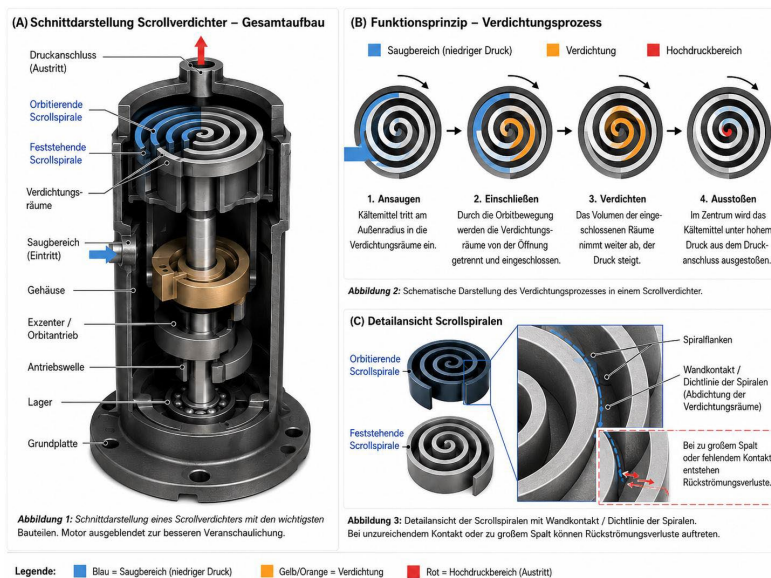 (A) Schnittdarstellung Scrollverdichter – Gesamtaufbau
Druckanschluss
(Austritt)
Orbitierende
Scrollspirale
Feststehende
Scrollspirale
Verdichtungs-
räume
Saugbereich
(Eintritt)
Gehäuse
Exzenter /
Orbitantrieb
Antriebswelle
Lager
Grundplatte
Abbildung 1: Schnittdarstellung eines Scrollverdichters mit den wichtigsten
Bauteilen. Motor ausgeblendet zur besseren Veranschaulichung.
(B) Funktionsprinzip – Verdichtungsprozess
Saugbereich (niedriger Druck)
Verdichtung
Hochdruckbereich
1. Ansaugen
Kältemittel tritt am
Außenradius in die
Verdichtungsräume ein.
2. Einschließen
Durch die Orbitbewegung
werden die Verdichtungs-
räume von der Öffnung
getrennt und eingeschlossen.
3. Verdichten
Das Volumen der einge-
schlossenen Räume
nimmt weiter ab, der
Druck steigt.
4. Ausstoßen
Im Zentrum wird das
Kältemittel unter hohem
Druck aus dem Druck-
anschluss ausgestoßen.
Abbildung 2: Schematische Darstellung des Verdichtungsprozesses in einem Scrollverdichter.
(C) Detailansicht Scrollspiralen
Orbitierende
Scrollspirale
Feststehende
Scrollspirale
Spiralflanken
Wandkontakt /
Dichtlinie der Spiralen
(Abdichtung der
Verdichtungsräume)
Bei zu großem Spalt
oder fehlendem Kontakt
entstehen
Rückströmungsverluste.
Abbildung 3: Detailansicht der Scrollspiralen mit Wandkontakt / Dichtlinie der Spiralen.
Bei unzureichendem Kontakt oder zu großem Spalt können Rückströmungsverluste auftreten.
Legende:
Blau = Saugbereich (niedriger Druck)
Gelb/Orange = Verdichtung
Rot = Hochdruckbereich (Austritt)